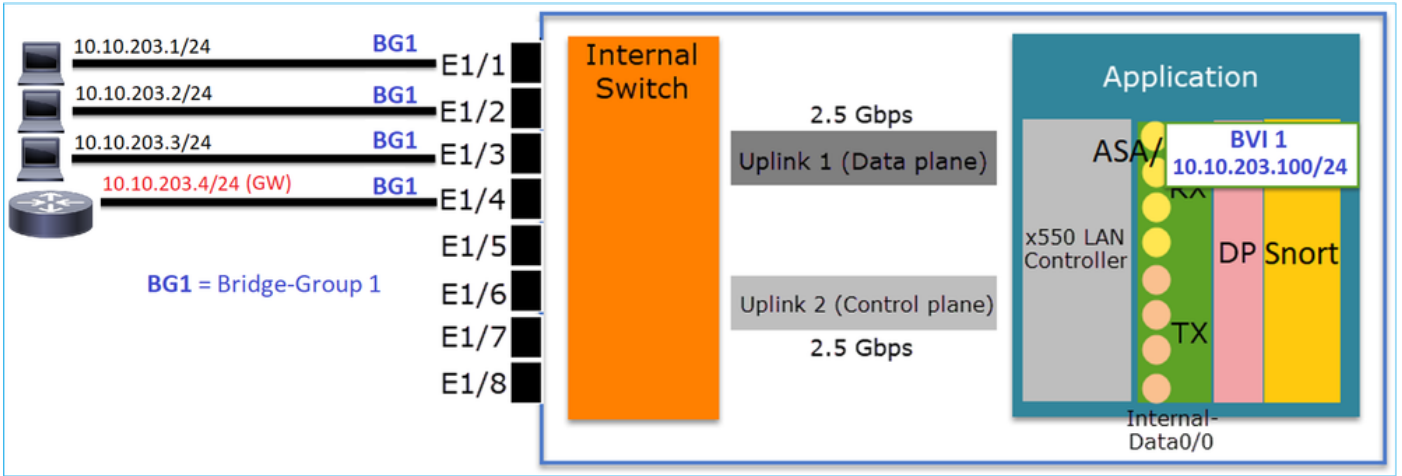 10.10.203.1/24
BG1
E1/1
10.10.203.2/24
BG1
E1/2
10.10.203.3/24
BG1
E1/3
10.10.203.4/24 (GW)
BG1
E1/4
E1/5
BG1 = Bridge-Group 1
E1/6
E1/7
E1/8
Internal
Switch
2.5 Gbps
Uplink 1 (Data plane)
Uplink 2 (Control plane)
2.5 Gbps
Application
ASA/
BVI 1
10.10.203.100/24
RX
x550 LAN
Controller
DP
Snort
TX
Internal-
Data0/0